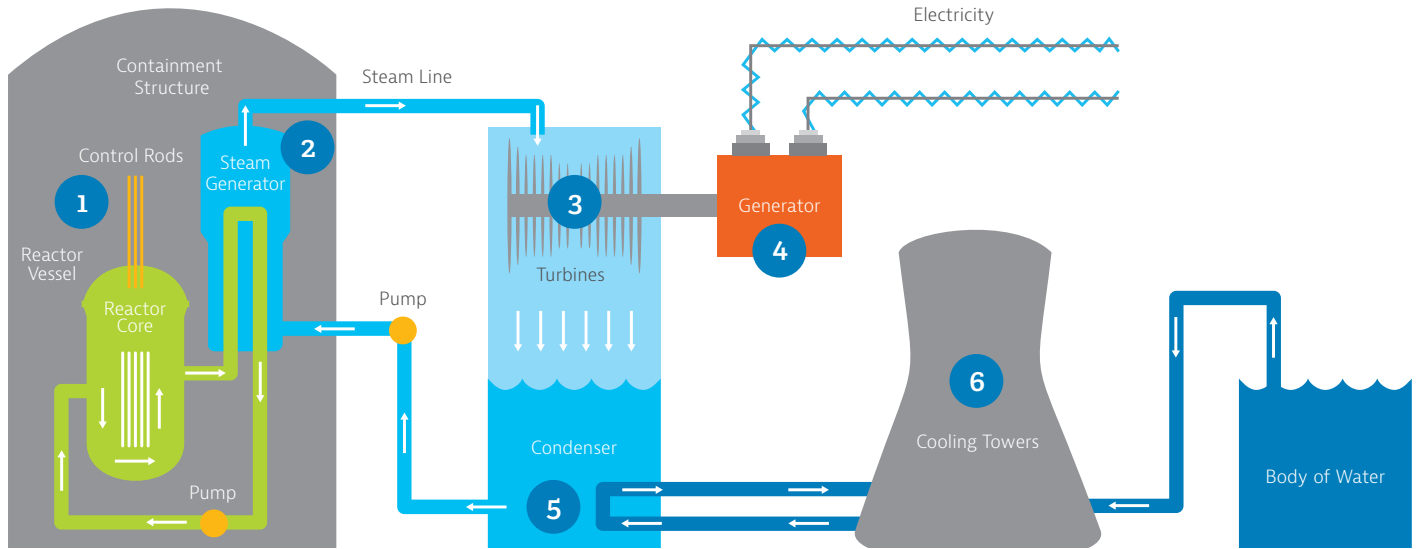 Electricity
Containment
Structure
Steam Line
2
Control Rods
Steam
Generator
1
3
Generator
4
Reactor
Vessel
Turbines
Reactor
Core
Pump
6
Cooling Towers
Condenser
5
Pump
Body of Water